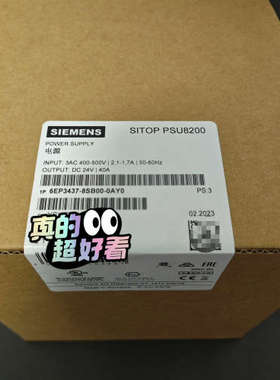 SIEMENS
SITOP PSU8200
POWER SUPPLY
电源
INPUT: 3AC 400-500V | 2,1-1,7A | 50-60Hz
OUTPUT: DC 24V | 40A
1P 6EP3437-8SB00-0AY0
PS:3
02.2023
真的
超好看